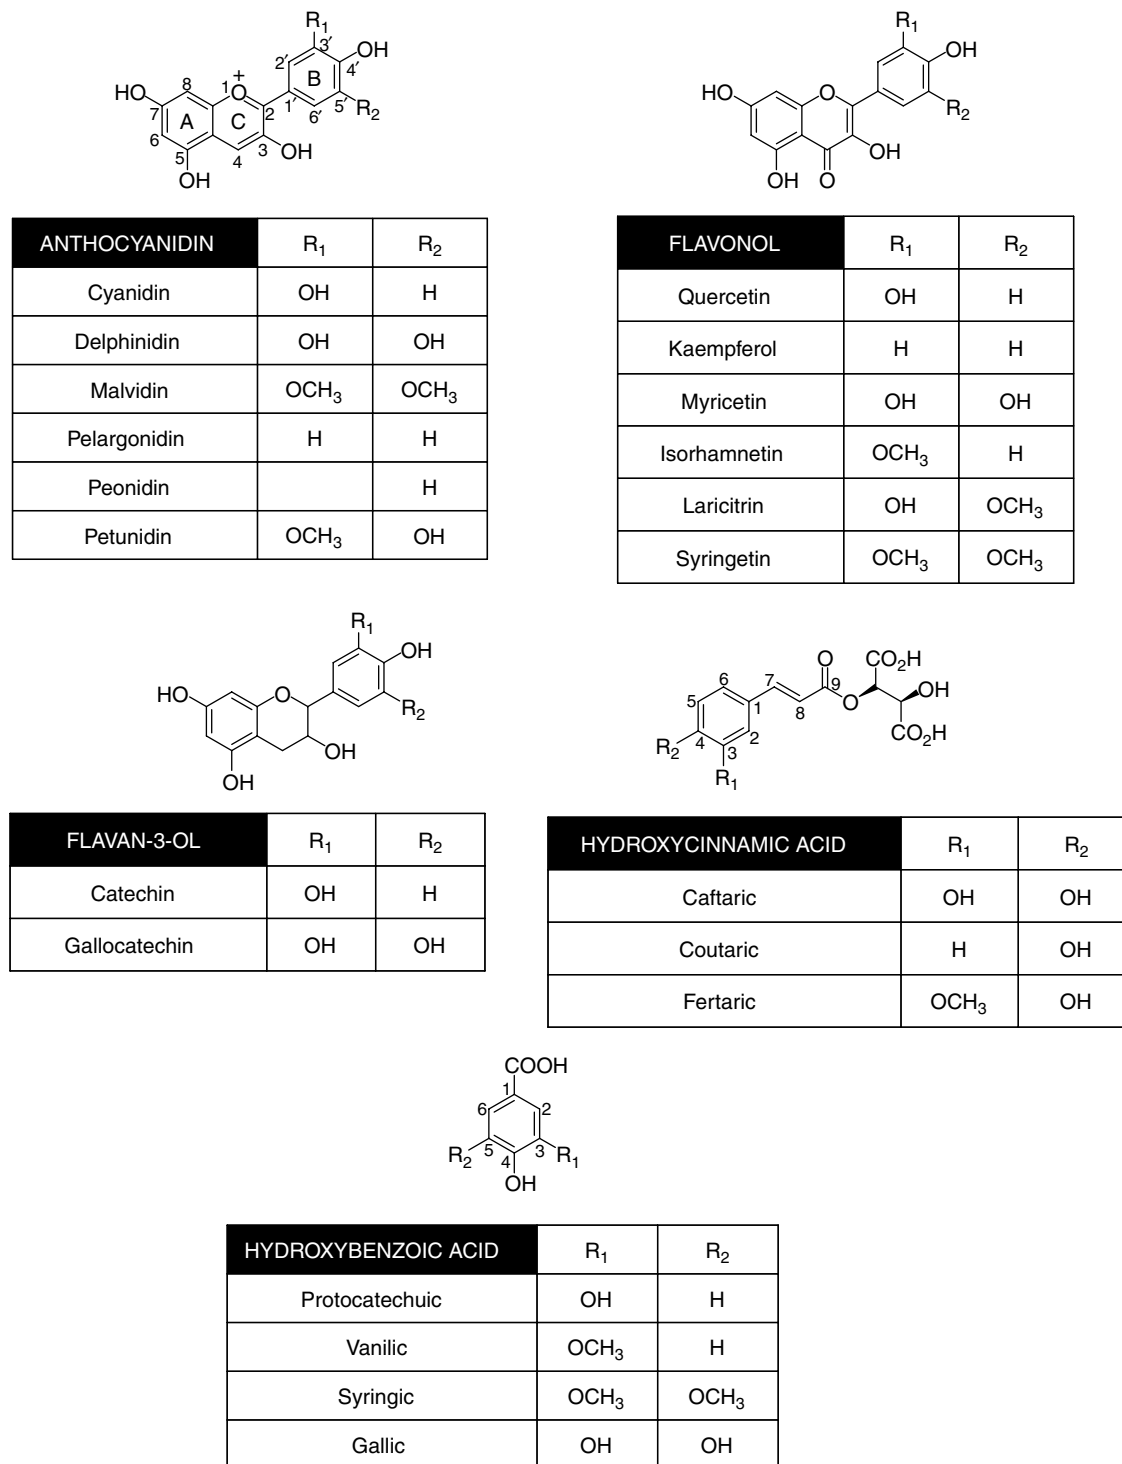 R₁
3′ OH
2′ 4′
B
8 1 + O 1′ 5′
HO 2 6′ R₂
7 A C
6 3 OH
5 4
OH
ANTHOCYANIDIN R₁ R₂
Cyanidin OH H
Delphinidin OH OH
Malvidin OCH₃ OCH₃
Pelargonidin H H
Peonidin H
Petunidin OCH₃ OH
R₁
OH
HO O
R₂
OH
OH O
FLAVONOL R₁ R₂
Quercetin OH H
Kaempferol H H
Myricetin OH OH
Isorhamnetin OCH₃ H
Laricitrin OH OCH₃
Syringetin OCH₃ OCH₃
R₁
OH
HO O
R₂
OH
OH
FLAVAN-3-OL R₁ R₂
Catechin OH H
Gallocatechin OH OH
O CO₂H
6 7 9
5 1 8 O OH
4 2 CO₂H
R₂ 3
R₁
HYDROXYCINNAMIC ACID R₁ R₂
Caftaric OH OH
Coutaric H OH
Fertaric OCH₃ OH
COOH
1
6 2
5 3
R₂ 4 R₁
OH
HYDROXYBENZOIC ACID R₁ R₂
Protocatechuic OH H
Vanilic OCH₃ H
Syringic OCH₃ OCH₃
Gallic OH OH